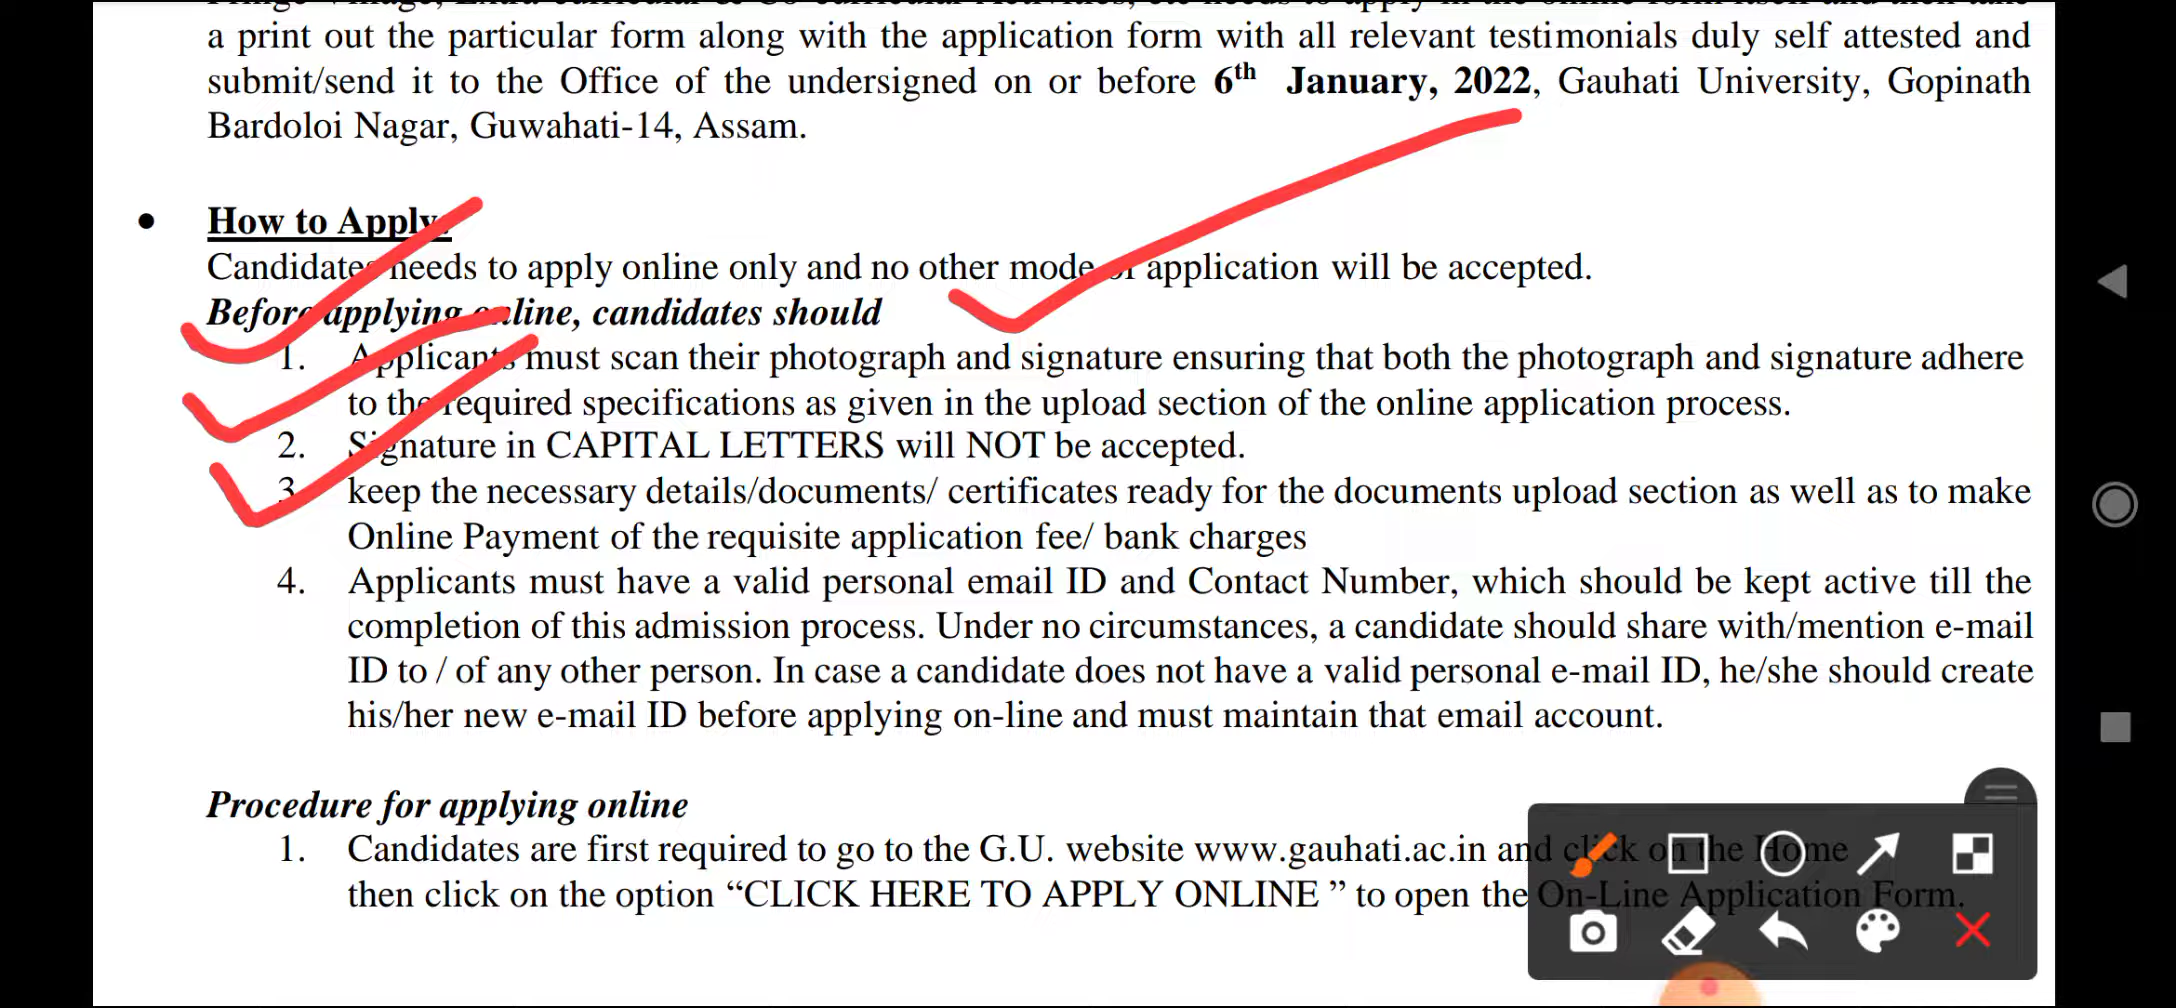 a print out the particular form along with the application form with all relevant testimonials duly self attested and
submit/send it to the Office of the undersigned on or before 6th January, 2022, Gauhati University, Gopinath
Bardoloi Nagar, Guwahati-14, Assam.
● How to Apply:
Candidates needs to apply online only and no other mode of application will be accepted.
Before applying online, candidates should
1. Applicants must scan their photograph and signature ensuring that both the photograph and signature adhere
to the required specifications as given in the upload section of the online application process.
2. Signature in CAPITAL LETTERS will NOT be accepted.
3. keep the necessary details/documents/ certificates ready for the documents upload section as well as to make
Online Payment of the requisite application fee/ bank charges
4. Applicants must have a valid personal email ID and Contact Number, which should be kept active till the
completion of this admission process. Under no circumstances, a candidate should share with/mention e-mail
ID to / of any other person. In case a candidate does not have a valid personal e-mail ID, he/she should create
his/her new e-mail ID before applying on-line and must maintain that email account.
Procedure for applying online
1. Candidates are first required to go to the G.U. website www.gauhati.ac.in and click on the Home
then click on the option “CLICK HERE TO APPLY ONLINE ” to open the On-Line Application Form.